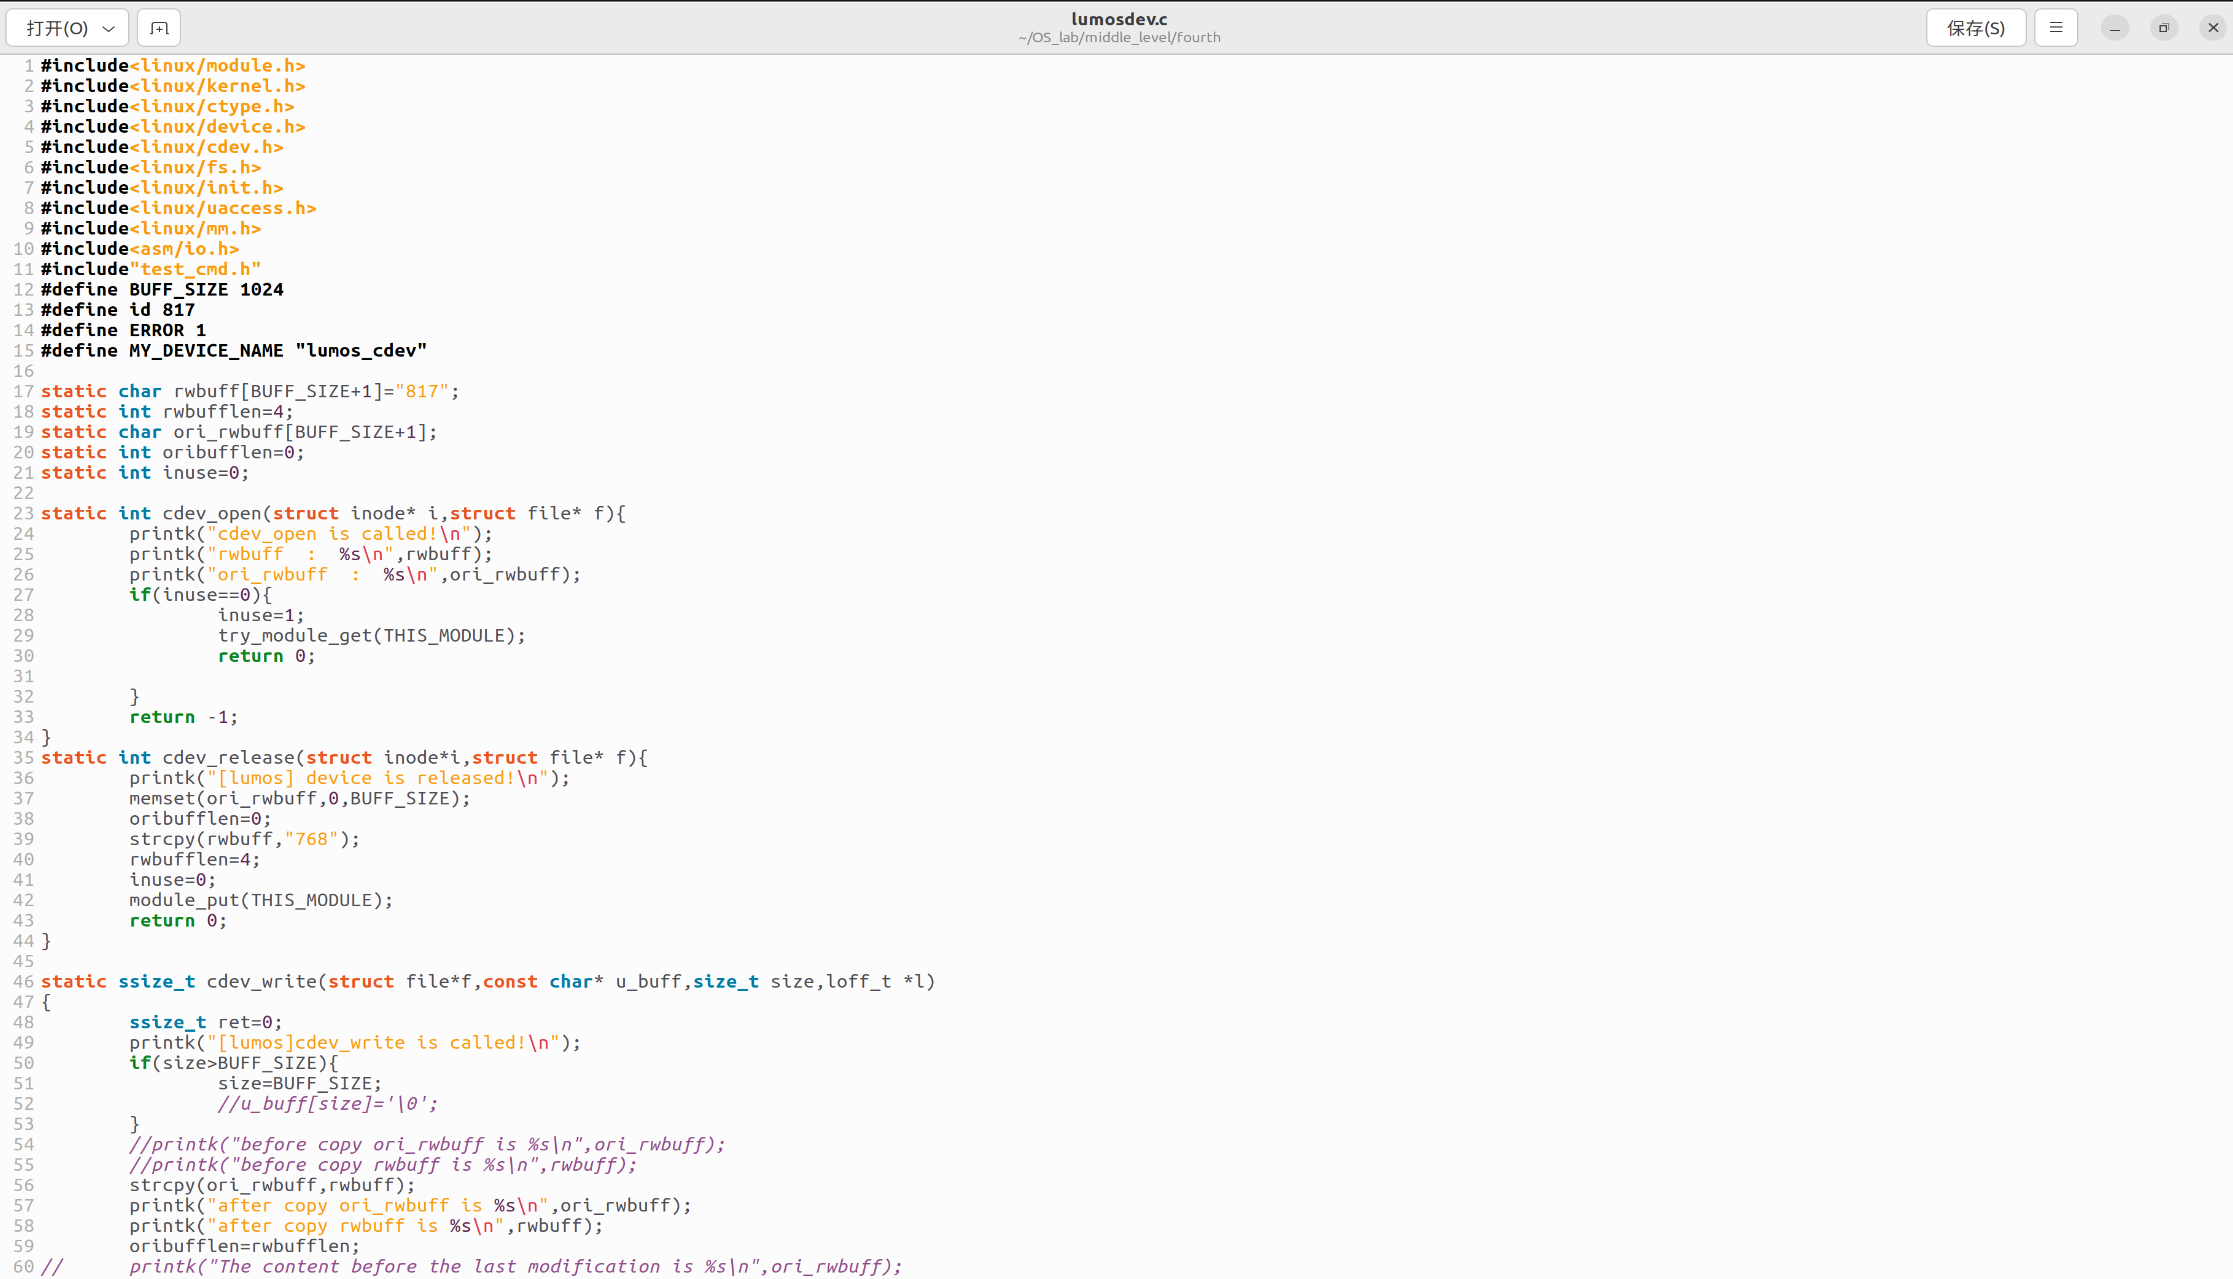 打开(O)
lumosdev.c
~/OS_lab/middle_level/fourth
保存(S)
1 #include<linux/module.h>
2 #include<linux/kernel.h>
3 #include<linux/ctype.h>
4 #include<linux/device.h>
5 #include<linux/cdev.h>
6 #include<linux/fs.h>
7 #include<linux/init.h>
8 #include<linux/uaccess.h>
9 #include<linux/mm.h>
10 #include<asm/io.h>
11 #include"test_cmd.h"
12 #define BUFF_SIZE 1024
13 #define id 817
14 #define ERROR 1
15 #define MY_DEVICE_NAME "lumos_cdev"
16
17 static char rwbuff[BUFF_SIZE+1]="817";
18 static int rwbufflen=4;
19 static char ori_rwbuff[BUFF_SIZE+1];
20 static int oribufflen=0;
21 static int inuse=0;
22
23 static int cdev_open(struct inode* i,struct file* f){
24         printk("cdev_open is called!\n");
25         printk("rwbuff  :  %s\n",rwbuff);
26         printk("ori_rwbuff  :  %s\n",ori_rwbuff);
27         if(inuse==0){
28                 inuse=1;
29                 try_module_get(THIS_MODULE);
30                 return 0;
31
32         }
33         return -1;
34 }
35 static int cdev_release(struct inode*i,struct file* f){
36         printk("[lumos] device is released!\n");
37         memset(ori_rwbuff,0,BUFF_SIZE);
38         oribufflen=0;
39         strcpy(rwbuff,"768");
40         rwbufflen=4;
41         inuse=0;
42         module_put(THIS_MODULE);
43         return 0;
44 }
45
46 static ssize_t cdev_write(struct file*f,const char* u_buff,size_t size,loff_t *l)
47 {
48         ssize_t ret=0;
49         printk("[lumos]cdev_write is called!\n");
50         if(size>BUFF_SIZE){
51                 size=BUFF_SIZE;
52                 //u_buff[size]='\0';
53         }
54         //printk("before copy ori_rwbuff is %s\n",ori_rwbuff);
55         //printk("before copy rwbuff is %s\n",rwbuff);
56         strcpy(ori_rwbuff,rwbuff);
57         printk("after copy ori_rwbuff is %s\n",ori_rwbuff);
58         printk("after copy rwbuff is %s\n",rwbuff);
59         oribufflen=rwbufflen;
60 //      printk("The content before the last modification is %s\n",ori_rwbuff);